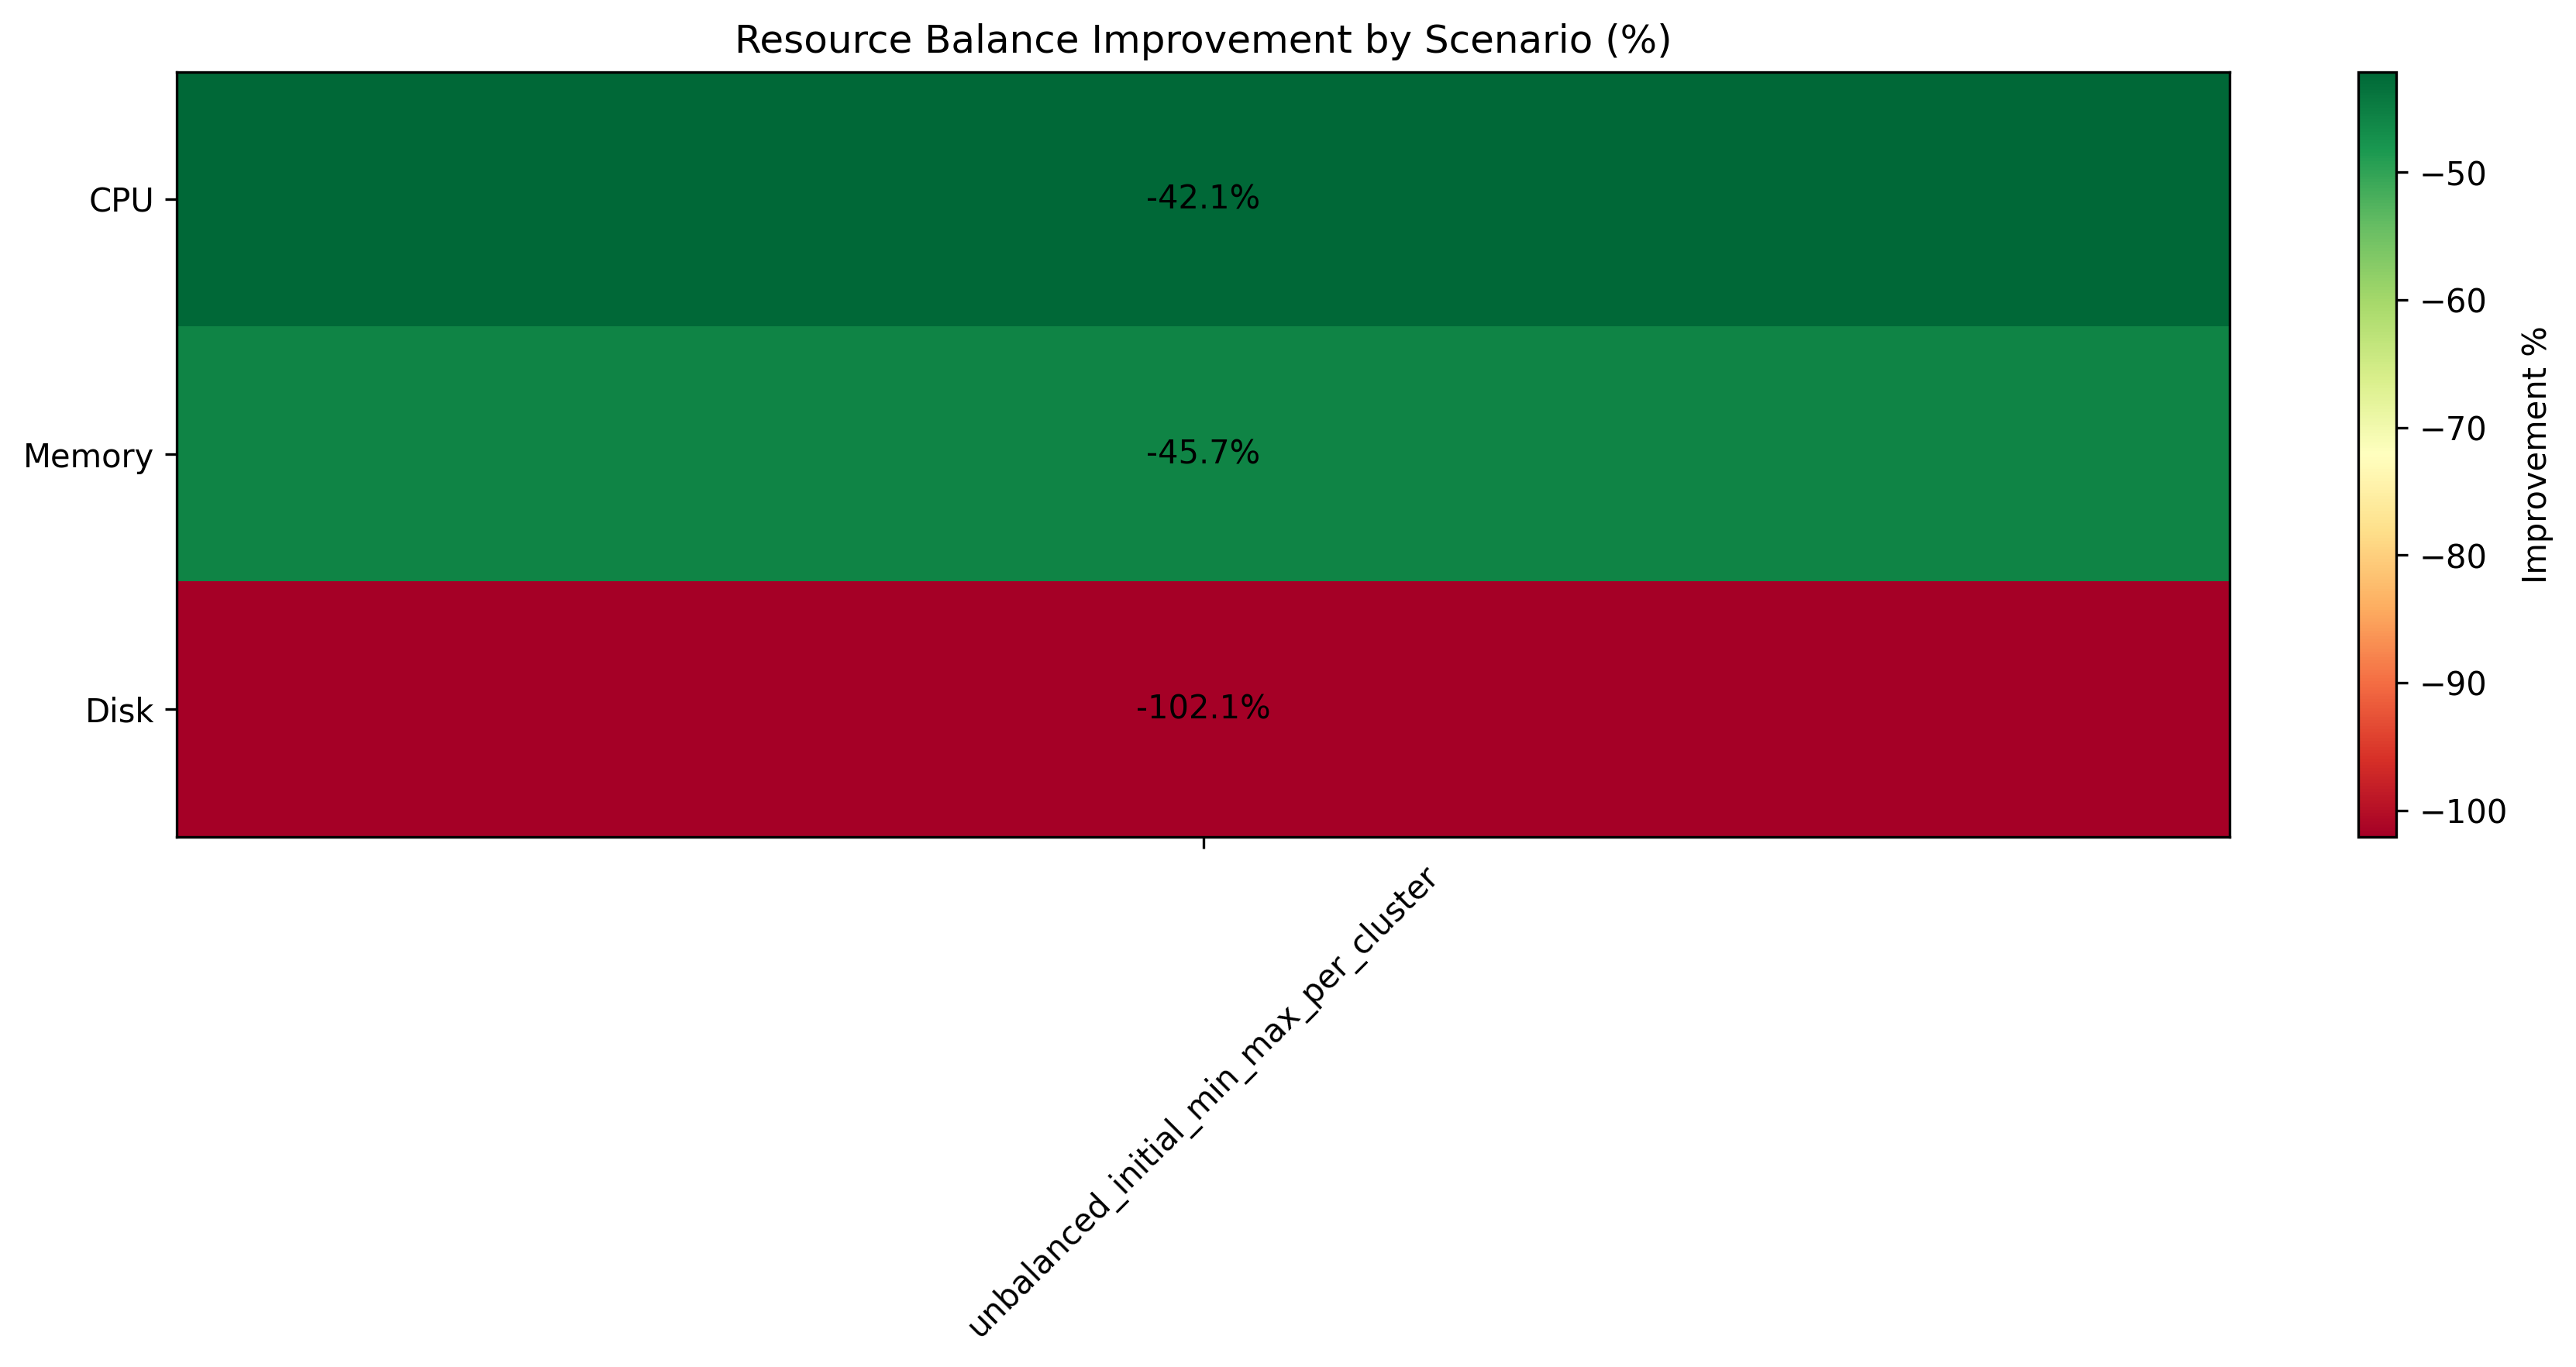 Resource Balance Improvement by Scenario (%)
CPU
-42.1%
Memory
-45.7%
Disk
-102.1%
unbalanced_initial_min_max_per_cluster
−50
−60
−70
−80
−90
−100
Improvement %